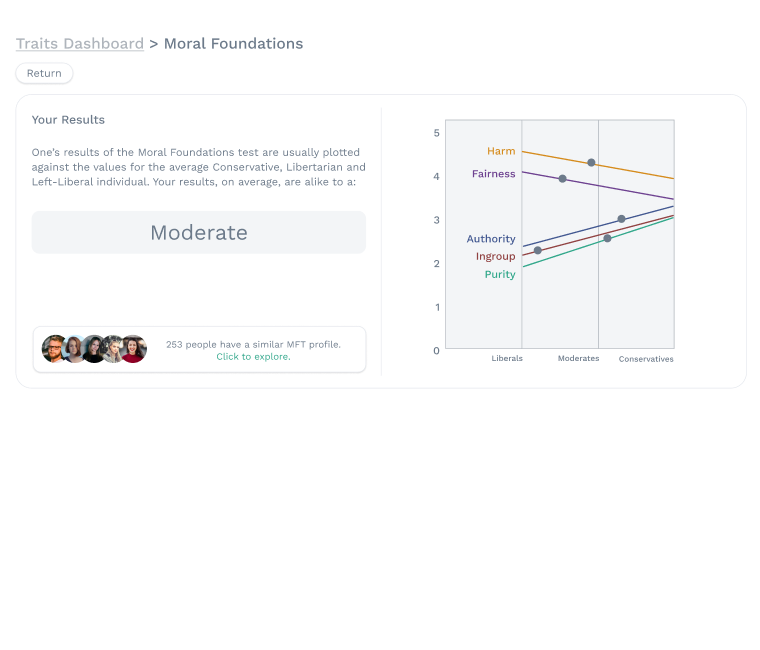 Traits Dashboard > Moral Foundations
Return
Your Results
One's results of the Moral Foundations test are usually plotted
against the values for the average Conservative, Libertarian and
Left-Liberal individual. Your results, on average, are alike to a:
Moderate
253 people have a similar MFT profile.
Click to explore.
5
Harm
Fairness
4
3
Authority
Ingroup
2
Purity
1
0
Liberals
Moderates
Conservatives